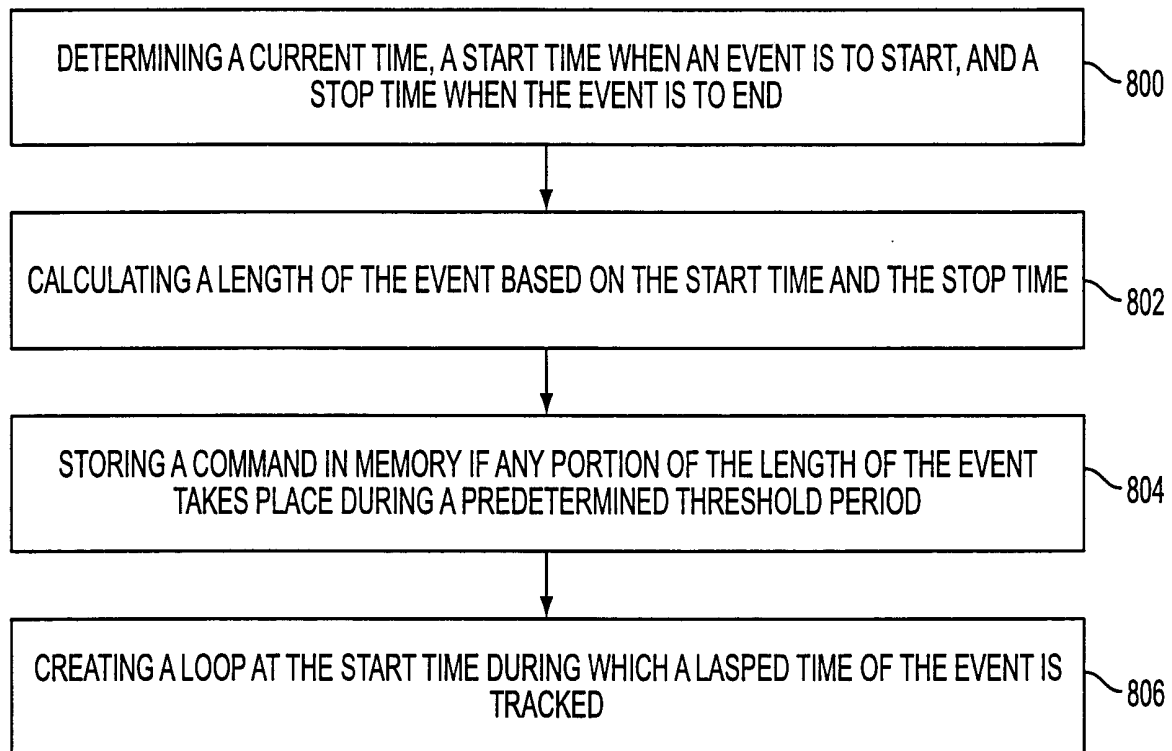 DETERMINING A CURRENT TIME, A START TIME WHEN AN EVENT IS TO START, AND A
STOP TIME WHEN THE EVENT IS TO END
800
CALCULATING A LENGTH OF THE EVENT BASED ON THE START TIME AND THE STOP TIME
802
STORING A COMMAND IN MEMORY IF ANY PORTION OF THE LENGTH OF THE EVENT
TAKES PLACE DURING A PREDETERMINED THRESHOLD PERIOD
804
CREATING A LOOP AT THE START TIME DURING WHICH A LASPED TIME OF THE EVENT IS
TRACKED
806